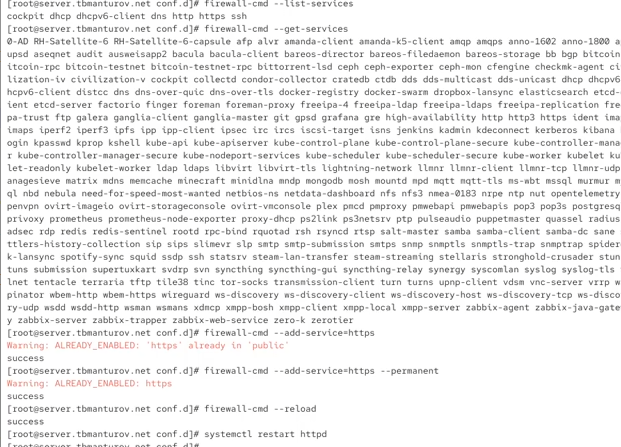 [root@server.tbmanturov.net conf.d]# firewall-cmd --list-services
cockpit dhcp dhcpv6-client dns http https ssh
[root@server.tbmanturov.net conf.d]# firewall-cmd --get-services
0-AD RH-Satellite-6 RH-Satellite-6-capsule afp alvr amanda-client amanda-k5-client amqp amqps anno-1602 anno-1800 a
upsd aseqnet audit ausweisapp2 bacula bacula-client bareos-director bareos-filedaemon bareos-storage bb bgp bitcoin
itcoin-rpc bitcoin-testnet bitcoin-testnet-rpc bittorrent-lsd ceph ceph-exporter ceph-mon cfengine checkmk-agent ci
lization-iv civilization-v cockpit collectd condor-collector cratedb ctdb dds dds-multicast dds-unicast dhcp dhcpv6
hcpv6-client distcc dns dns-over-quic dns-over-tls docker-registry docker-swarm dropbox-lansync elasticsearch etcd-
ient etcd-server factorio finger foreman foreman-proxy freeipa-4 freeipa-ldap freeipa-ldaps freeipa-replication fre
pa-trust ftp galera ganglia-client ganglia-master git gpsd grafana gre high-availability http http3 https ident ima
imaps iperf2 iperf3 ipfs ipp ipp-client ipsec irc ircs iscsi-target isns jenkins kadmin kdeconnect kerberos kibana
ogin kpasswd kprop kshell kube-api kube-apiserver kube-control-plane kube-control-plane-secure kube-controller-mana
r kube-controller-manager-secure kube-nodeport-services kube-scheduler kube-scheduler-secure kube-worker kubelet ku
let-readonly kubelet-worker ldap ldaps libvirt libvirt-tls lightning-network llmnr llmnr-client llmnr-tcp llmnr-udp
anagesieve matrix mdns memcache minecraft minidlna mndp mongodb mosh mountd mpd mqtt mqtt-tls ms-wbt mssql murmur m
ql nbd nebula need-for-speed-most-wanted netbios-ns netdata-dashboard nfs nfs3 nmea-0183 nrpe ntp nut opentelemetry
penvpn ovirt-imageio ovirt-storageconsole ovirt-vmconsole plex pmcd pmproxy pmwebapi pmwebapis pop3 pop3s postgresq
privoxy prometheus prometheus-node-exporter proxy-dhcp ps2link ps3netsrv ptp pulseaudio puppetmaster quassel radius
adsec rdp redis redis-sentinel rootd rpc-bind rquotad rsh rsyncd rtsp salt-master samba samba-client samba-dc sane
ttlers-history-collection sip sips slimevr slp smtp smtp-submission smtps snmp snmptls snmptls-trap snmptrap spider
k-lansync spotify-sync squid ssdp ssh statsrv steam-lan-transfer steam-streaming stellaris stronghold-crusader stun
tuns submission supertuxkart svdrp svn syncthing syncthing-gui syncthing-relay synergy syscomlan syslog syslog-tls
lnet tentacle terraria tftp tile38 tinc tor-socks transmission-client turn turns upnp-client vdsm vnc-server vrrp w
pinator wbem-http wbem-https wireguard ws-discovery ws-discovery-client ws-discovery-host ws-discovery-tcp ws-disco
ry-udp wsdd wsdd-http wsman wsmans xdmcp xmpp-bosh xmpp-client xmpp-local xmpp-server zabbix-agent zabbix-java-gate
y zabbix-server zabbix-trapper zabbix-web-service zero-k zerotier
[root@server.tbmanturov.net conf.d]# firewall-cmd --add-service=https
Warning: ALREADY_ENABLED: 'https' already in 'public'
success
[root@server.tbmanturov.net conf.d]# firewall-cmd --add-service=https --permanent
Warning: ALREADY_ENABLED: https
success
[root@server.tbmanturov.net conf.d]# firewall-cmd --reload
success
[root@server.tbmanturov.net conf.d]# systemctl restart httpd
[root@server.tbmanturov.net conf.d]#